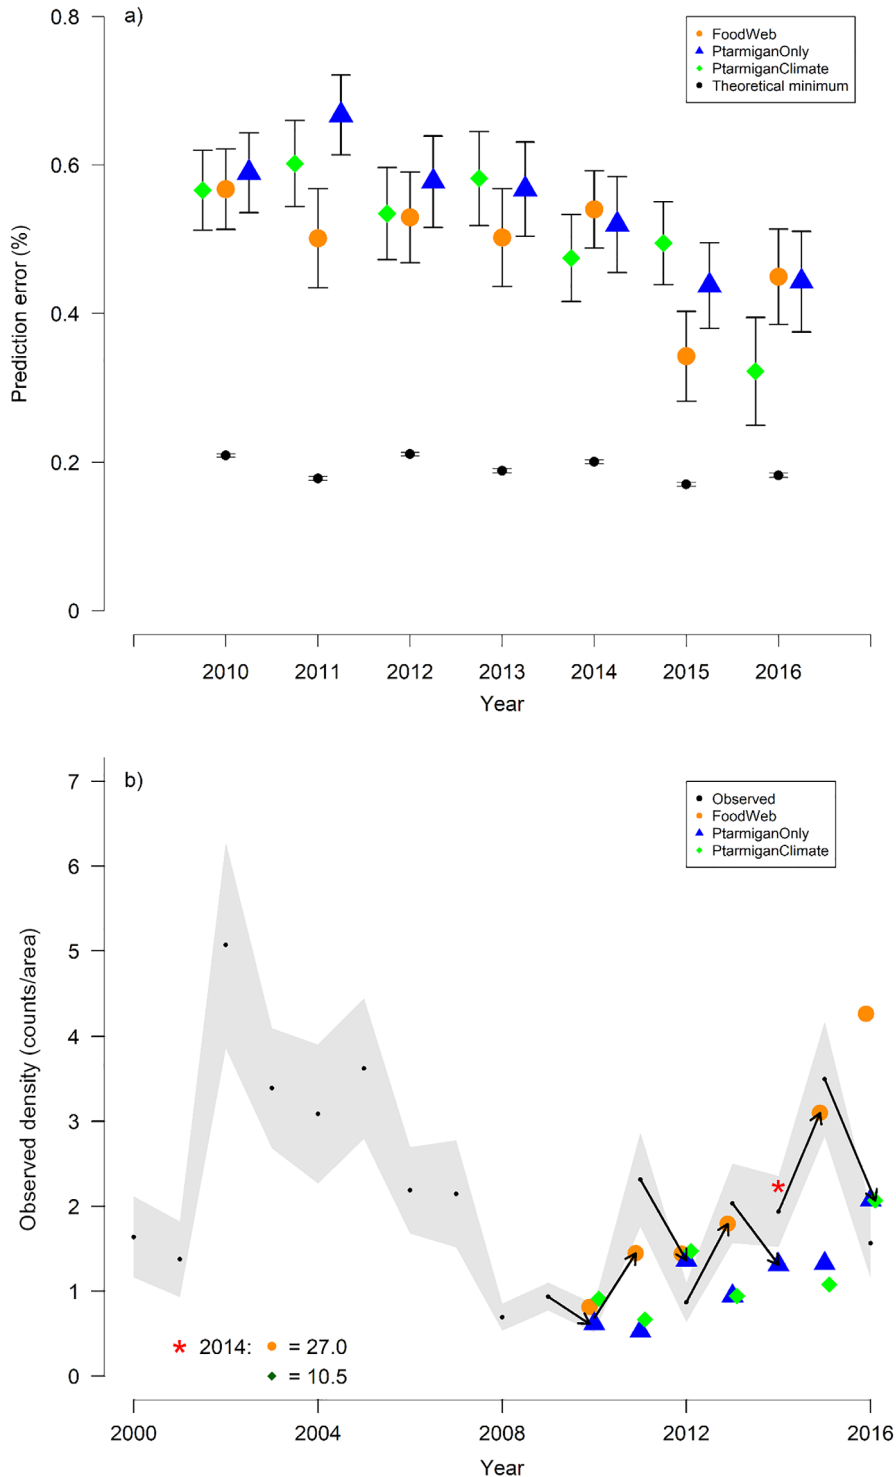 a)
FoodWeb
PtarmiganOnly
PtarmiganClimate
Theoretical minimum
0.8
0.6
0.4
0.2
0
Prediction error (%)
2010 2011 2012 2013 2014 2015 2016
Year
b)
Observed
FoodWeb
PtarmiganOnly
PtarmiganClimate
7
6
5
4
3
2
1
0
Observed density (counts/area)
*
* 2014: = 27.0
= 10.5
2000 2004 2008 2012 2016
Year